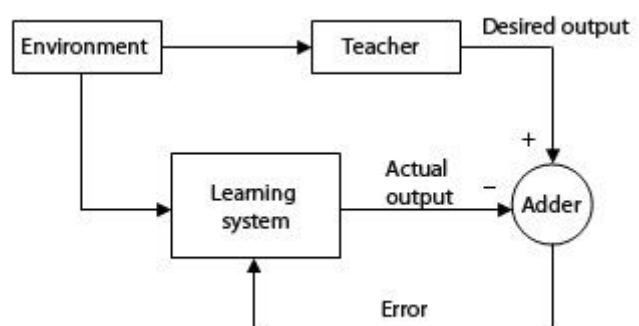 Desired output
Environment
Teacher
+
Actual
output
−
Learning
system
Adder
Error